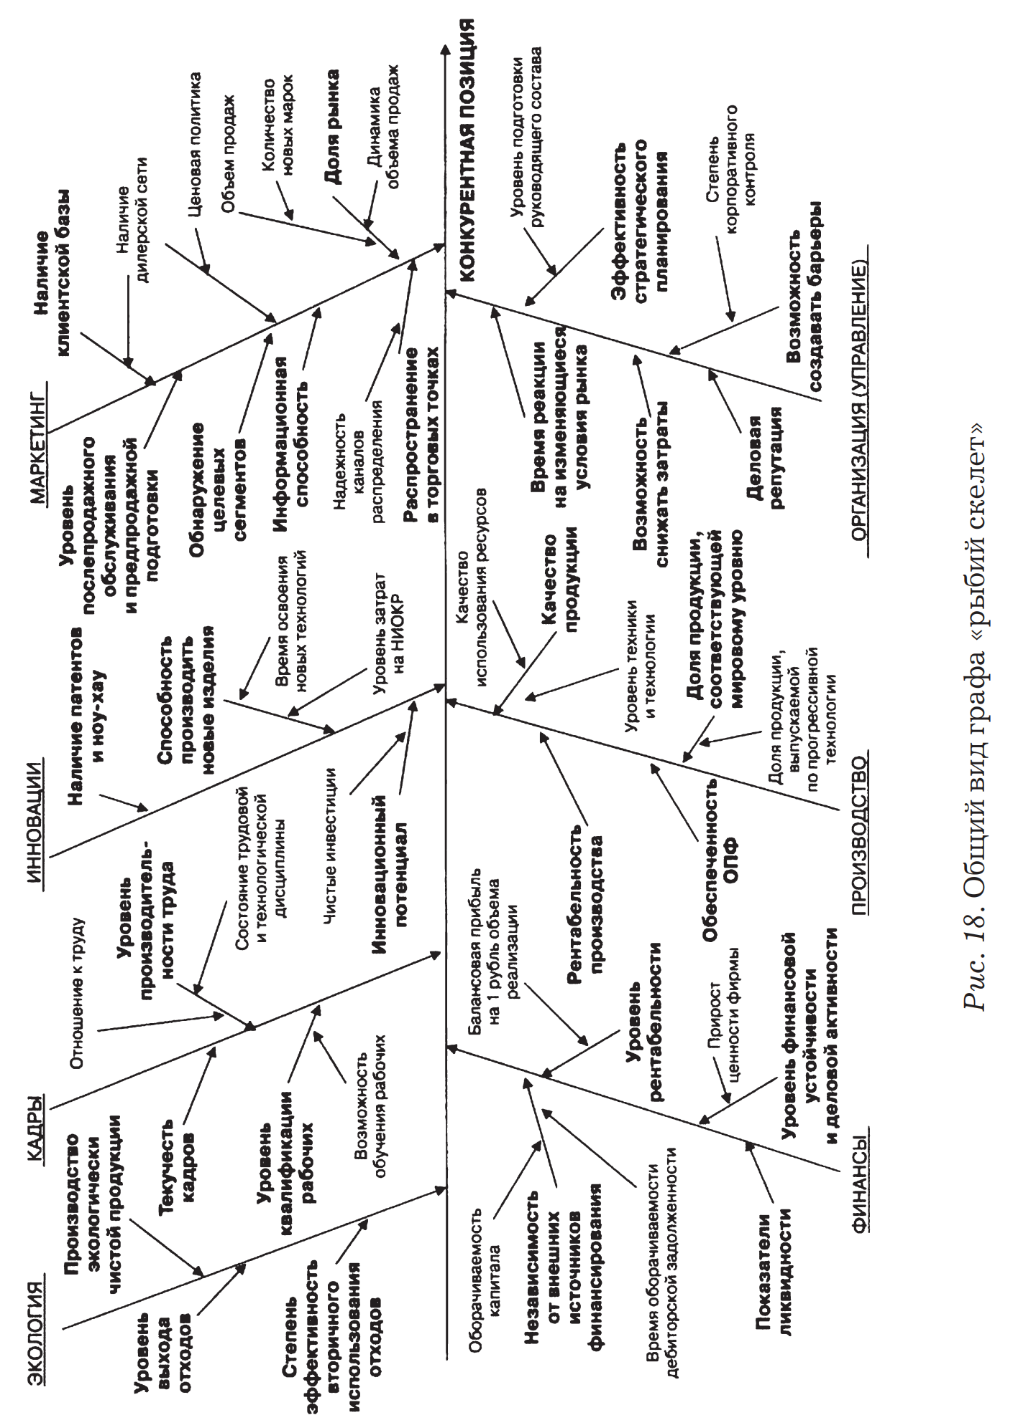 ЭКОЛОГИЯ
КАДРЫ
ИННОВАЦИИ
МАРКЕТИНГ
Производство
экологически
чистой продукции
Уровень
выхода
отходов
Степень
эффективность
вторичного
использования
отходов
Отношение к труду
Уровень
производитель-
ности труда
Состояние трудовой
и технологической
дисциплины
Текучесть
кадров
Уровень
квалификации
рабочих
Возможность
обучения рабочих
Наличие патентов
и ноу-хау
Способность
производить
новые изделия
Время освоения
новых технологий
Уровень затрат
на НИОКР
Чистые инвестиции
Инновационный
потенциал
Наличие
клиентской базы
Наличие
дилерской сети
Ценовая политика
Объем продаж
Количество
новых марок
Доля рынка
Динамика
объема продаж
Уровень
послепродажного
обслуживания
и предпродажной
подготовки
Обнаружение
целевых
сегментов
Информационная
способность
Надежность
каналов
распределения
Распространение
в торговых точках
КОНКУРЕНТНАЯ ПОЗИЦИЯ
Оборачиваемость
капитала
Независимость
от внешних
источников
финансирования
Время оборачиваемости
дебиторской задолженности
Показатели
ликвидности
Балансовая прибыль
на 1 рубль объема
реализации
Уровень
рентабельности
Прирост
ценности фирмы
Уровень финансовой
устойчивости
и деловой активности
Рентабельность
производства
Обеспеченность
ОПФ
Качество
использования ресурсов
Качество
продукции
Уровень техники
и технологии
Доля продукции,
соответствующей
мировому уровню
Доля продукции,
выпускаемой
по прогрессивной
технологии
Время реакции
на изменяющиеся
условия рынка
Возможность
снижать затраты
Деловая
репутация
Уровень подготовки
руководящего состава
Эффективность
стратегического
планирования
Степень
корпоративного
контроля
Возможность
создавать барьеры
ФИНАНСЫ
ПРОИЗВОДСТВО
ОРГАНИЗАЦИЯ (УПРАВЛЕНИЕ)
Рис. 18. Общий вид графа «рыбий скелет»